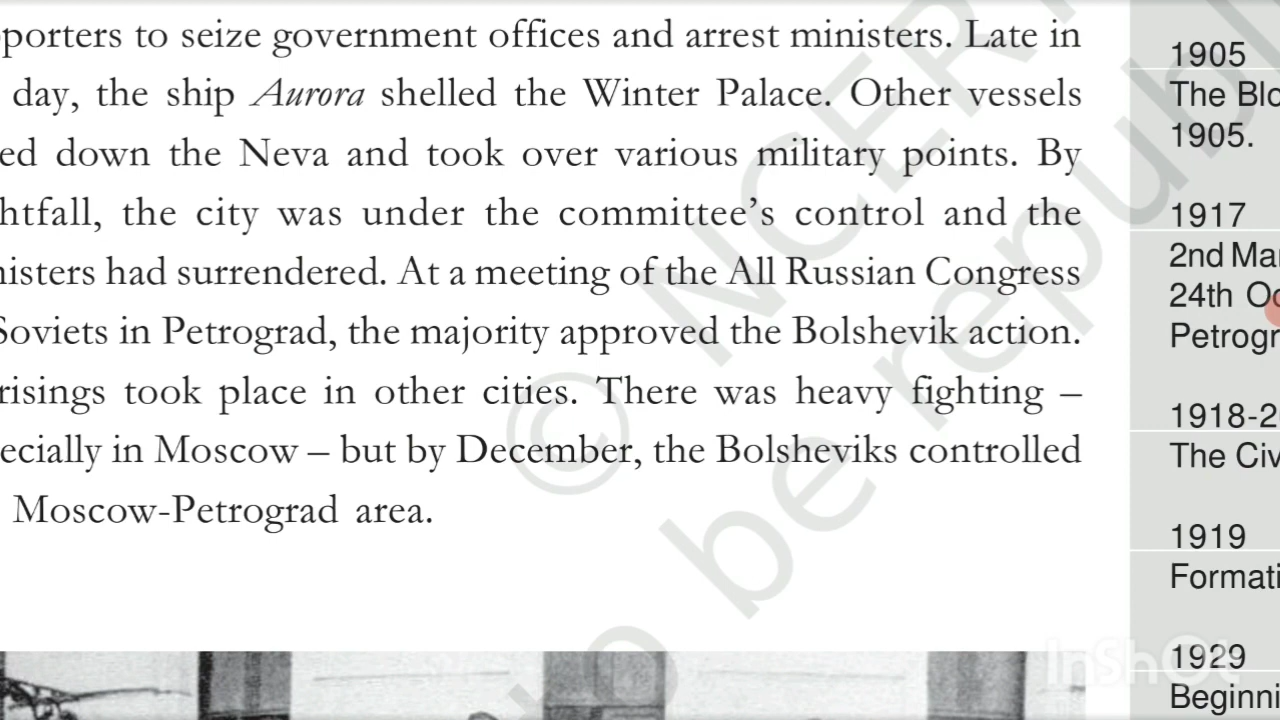 porters to seize government offices and arrest ministers. Late in
day, the ship Aurora shelled the Winter Palace. Other vessels
ed down the Neva and took over various military points. By
htfall, the city was under the committee's control and the
nisters had surrendered. At a meeting of the All Russian Congress
Soviets in Petrograd, the majority approved the Bolshevik action.
risings took place in other cities. There was heavy fighting –
ecially in Moscow – but by December, the Bolsheviks controlled
Moscow-Petrograd area.
1905
The Blo
1905.
1917
2nd Mar
24th Oc
Petrogr
1918-2
The Civ
1919
Formati
1929
Beginni
© NCER
o be republ
InShOt